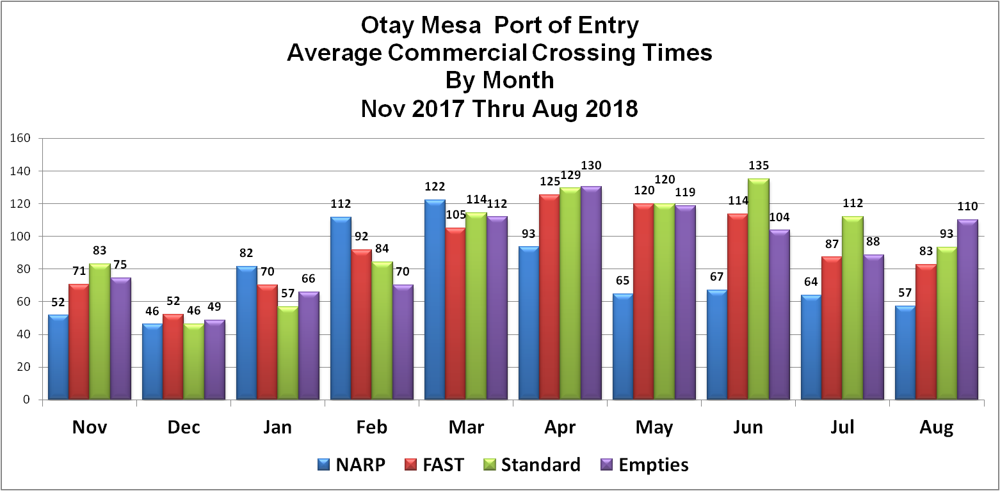 Otay Mesa Port of Entry
Average Commercial Crossing Times
By Month
Nov 2017 Thru Aug 2018
160
140
120
100
80
60
40
20
0
52 71 83 75
46 52 46 49
82 70 57 66
112 92 84 70
122 105 114 112
93 125 129 130
65 120 120 119
67 114 135 104
64 87 112 88
57 83 93 110
Nov Dec Jan Feb Mar Apr May Jun Jul Aug
NARP FAST Standard Empties